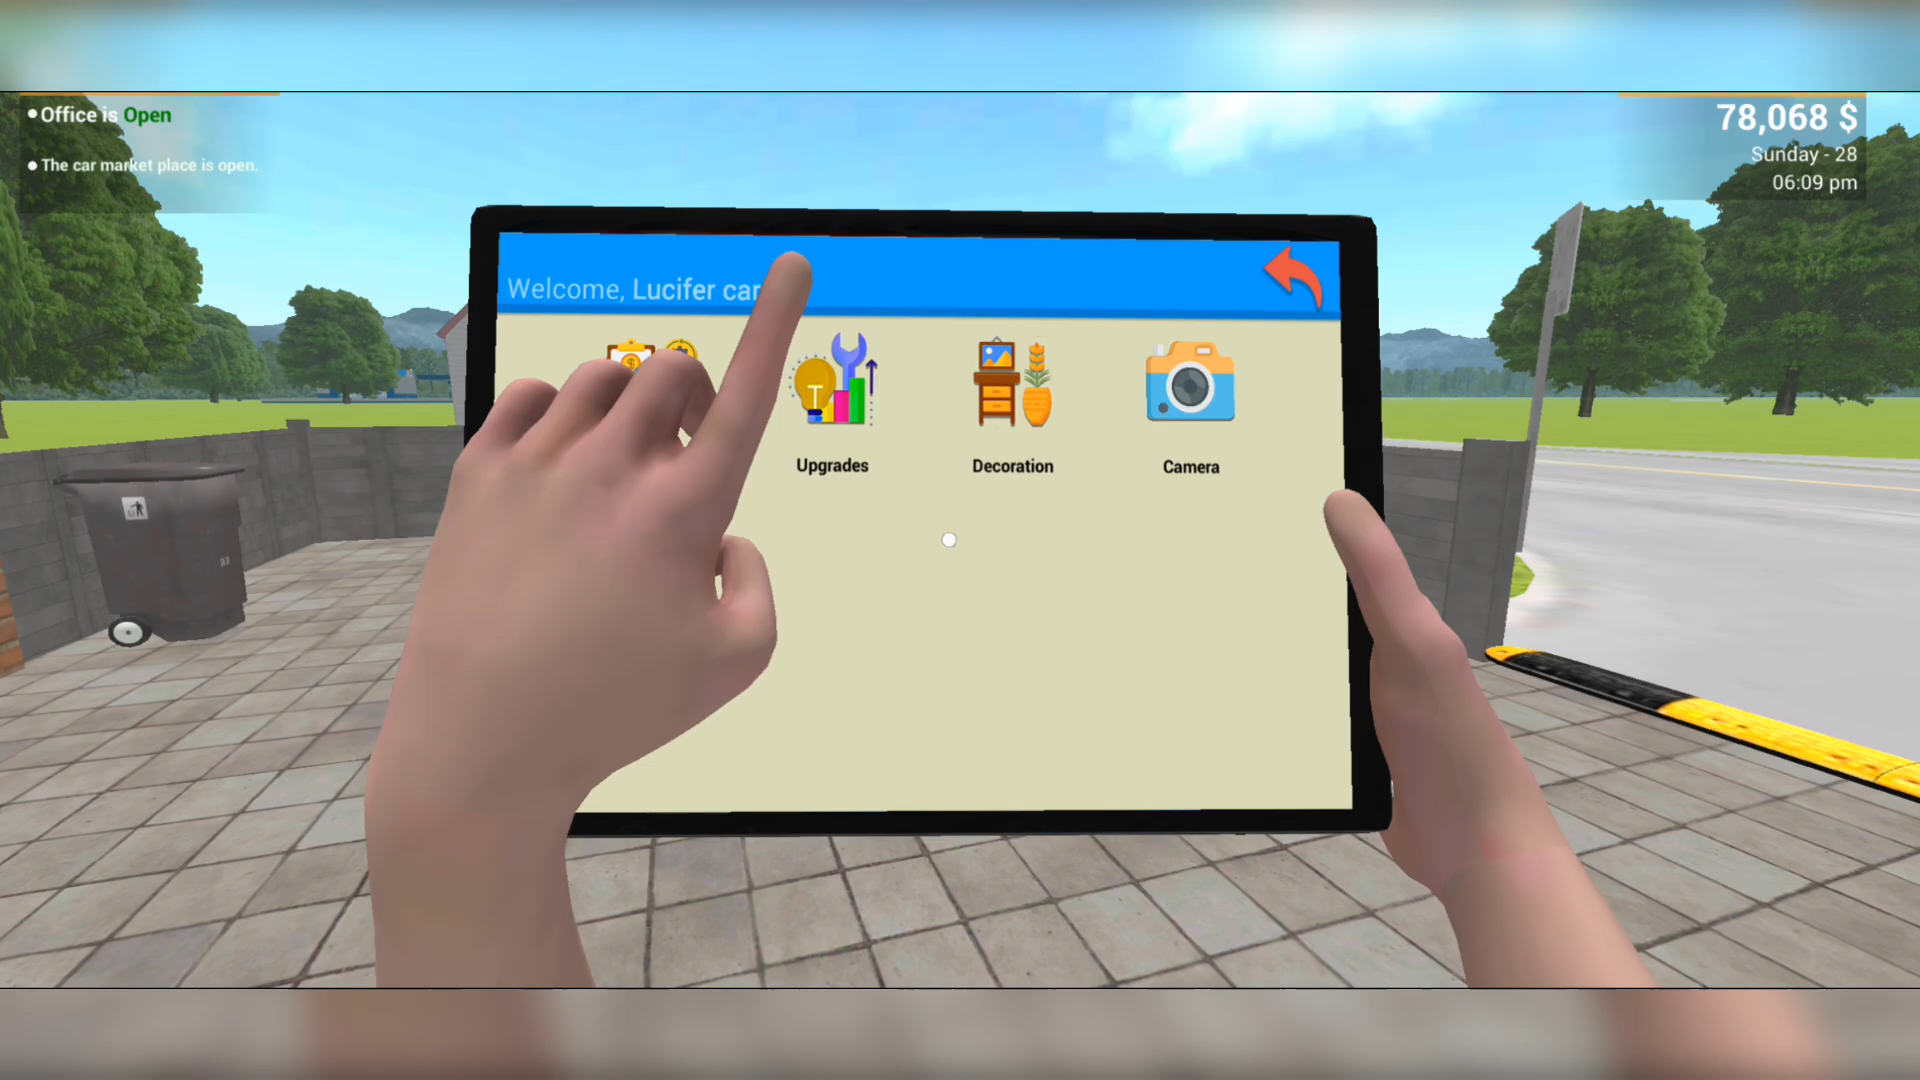 Office is Open
The car market place is open.
78,068 $
Sunday - 28
06:09 pm
Welcome, Lucifer car
Upgrades
Decoration
Camera